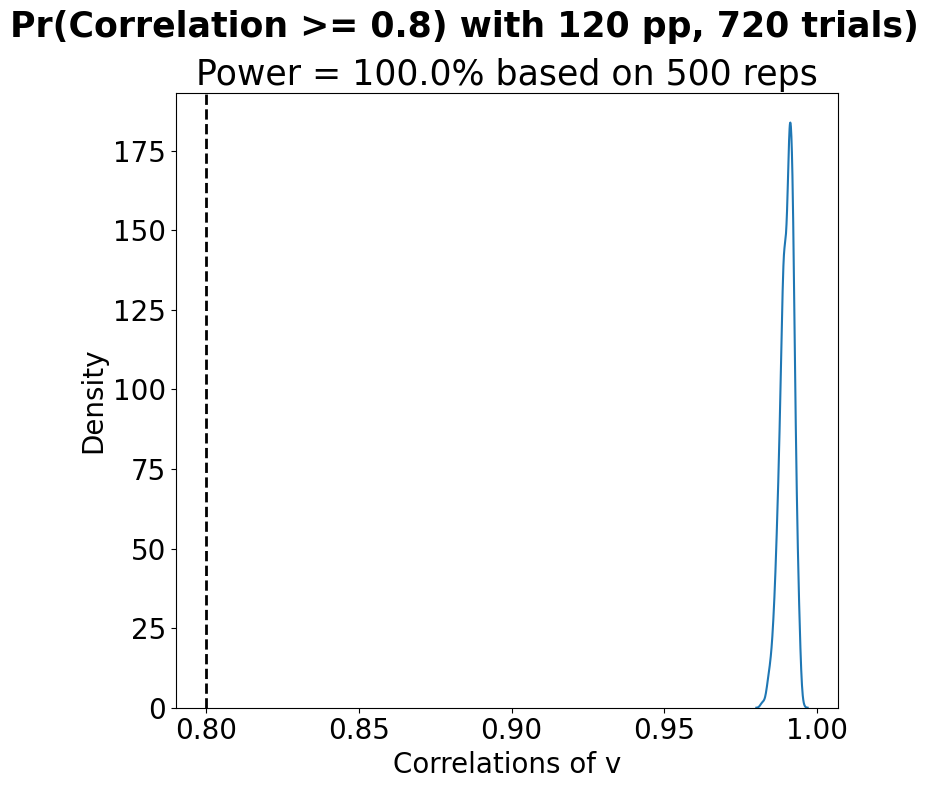 Pr(Correlation >= 0.8) with 120 pp, 720 trials)
Power = 100.0% based on 500 reps
175
150
125
100
75
50
25
0
Density
0.80 0.85 0.90 0.95 1.00
Correlations of v